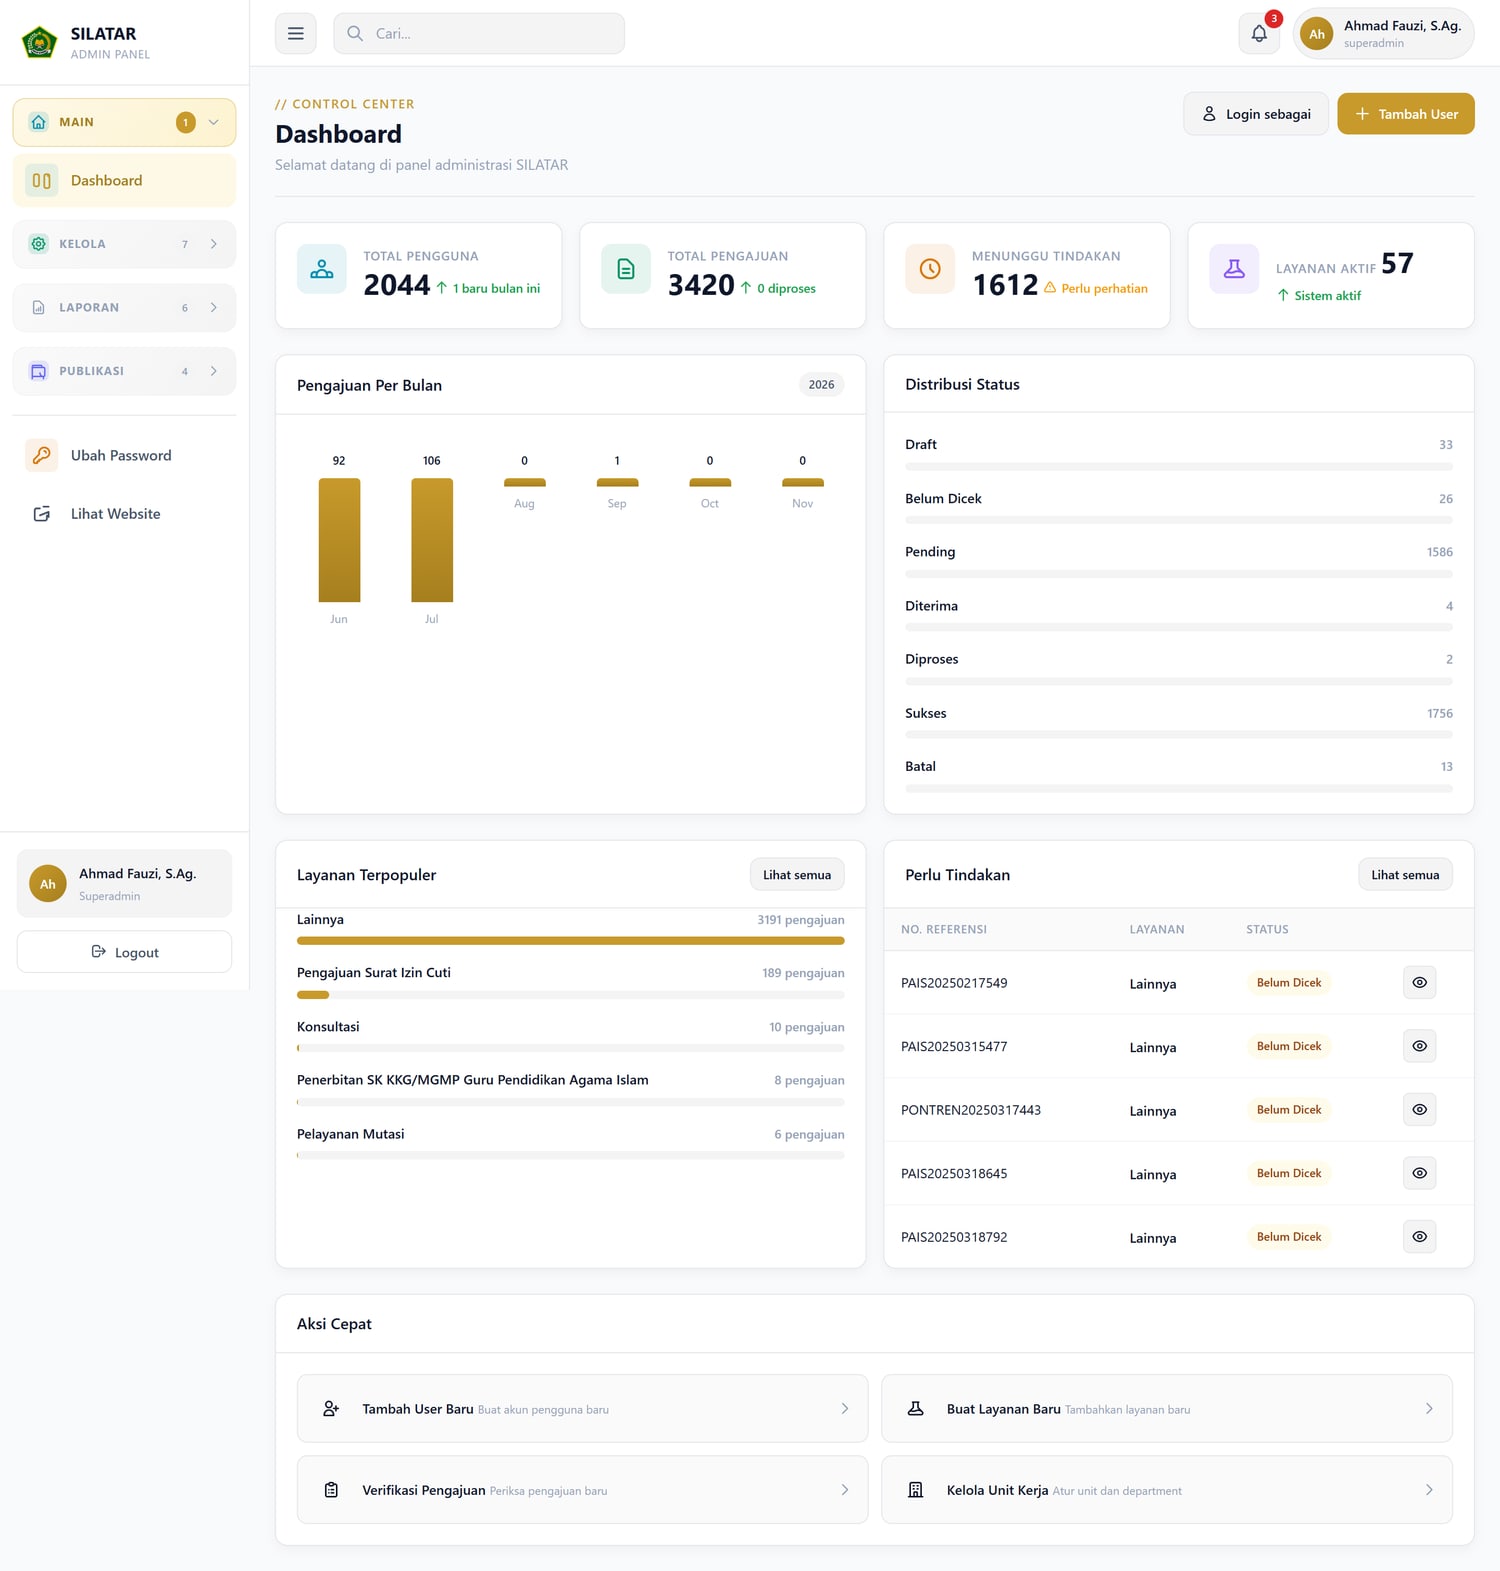 SILATAR
ADMIN PANEL
MAIN
1
Dashboard
KELOLA
7
LAPORAN
6
PUBLIKASI
4
Ubah Password
Lihat Website
Ah
Ahmad Fauzi, S.Ag.
Superadmin
Logout
Cari...
3
Ah
Ahmad Fauzi, S.Ag.
superadmin
// CONTROL CENTER
Dashboard
Selamat datang di panel administrasi SILATAR
Login sebagai
Tambah User
TOTAL PENGGUNA
2044 ↑ 1 baru bulan ini
TOTAL PENGAJUAN
3420 ↑ 0 diproses
MENUNGGU TINDAKAN
1612 Perlu perhatian
LAYANAN AKTIF 57
↑ Sistem aktif
Pengajuan Per Bulan
2026
92 106 0 1 0 0
Aug Sep Oct Nov
Jun Jul
Distribusi Status
Draft 33
Belum Dicek 26
Pending 1586
Diterima 4
Diproses 2
Sukses 1756
Batal 13
Layanan Terpopuler
Lihat semua
Lainnya 3191 pengajuan
Pengajuan Surat Izin Cuti 189 pengajuan
Konsultasi 10 pengajuan
Penerbitan SK KKG/MGMP Guru Pendidikan Agama Islam 8 pengajuan
Pelayanan Mutasi 6 pengajuan
Perlu Tindakan
Lihat semua
NO. REFERENSI LAYANAN STATUS
PAIS20250217549 Lainnya Belum Dicek
PAIS20250315477 Lainnya Belum Dicek
PONTREN20250317443 Lainnya Belum Dicek
PAIS20250318645 Lainnya Belum Dicek
PAIS20250318792 Lainnya Belum Dicek
Aksi Cepat
Tambah User Baru Buat akun pengguna baru
Buat Layanan Baru Tambahkan layanan baru
Verifikasi Pengajuan Periksa pengajuan baru
Kelola Unit Kerja Atur unit dan department